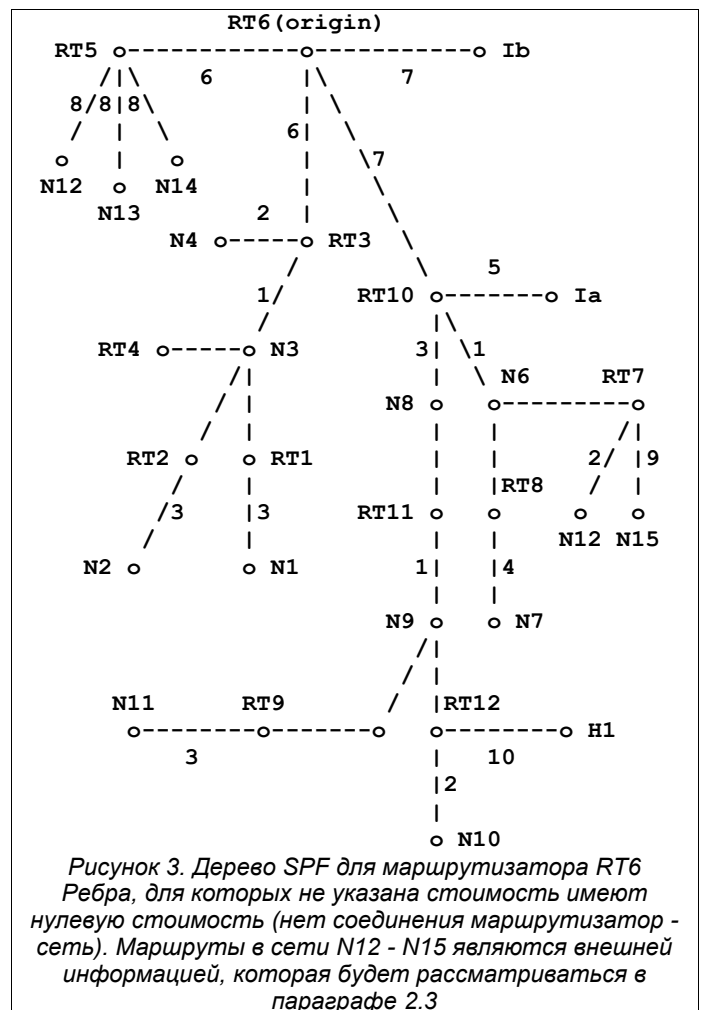 RT6(origin)
RT5 o------------o-----------o Ib
/|\ 6 |\ 7
8/8|8\ | \
/ | \ 6| \
o | o | \7
N12 o N14 | \
N13 2 | \
N4 o-----o RT3 \
/ \ 5
1/ RT10 o-------o Ia
/ |\
RT4 o-----o N3 3| \1
/| | \ N6 RT7
/ | N8 o o---------o
/ | | | /|
RT2 o o RT1 | | 2/ |9
/ | | |RT8 / |
/3 |3 RT11 o o o o
/ | | | N12 N15
N2 o o N1 1| |4
| |
N9 o o N7
/|
/ |
N11 RT9 / |RT12
o--------o-------o o--------o H1
3 | 10
|2
|
o N10
Рисунок 3. Дерево SPF для маршрутизатора RT6
Ребра, для которых не указана стоимость имеют
нулевую стоимость (нет соединения маршрутизатор -
сеть). Маршруты в сети N12 - N15 являются внешней
информацией, которая будет рассматриваться в
параграфе 2.3